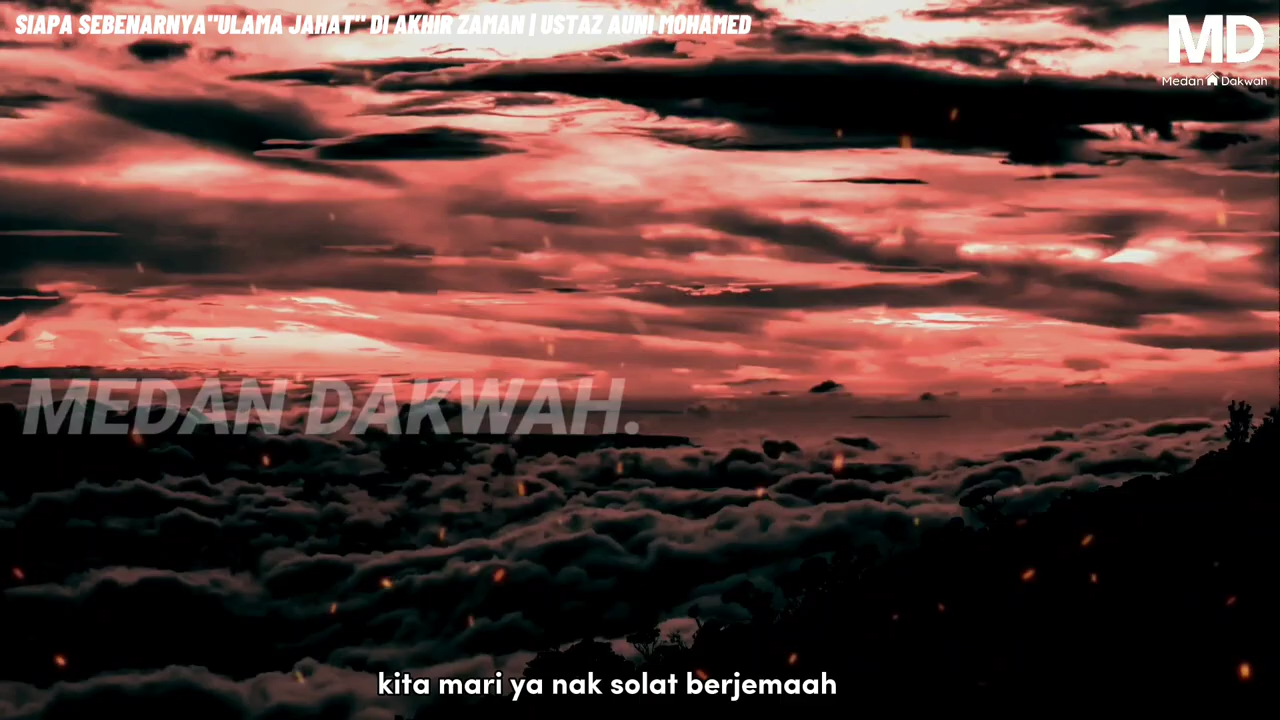 SIAPA SEBENARNYA"ULAMA JAHAT" DI AKHIR ZAMAN | USTAZ AUNI MOHAMED
MD
Medan Dakwah
MEDAN DAKWAH.
kita mari ya nak solat berjemaah